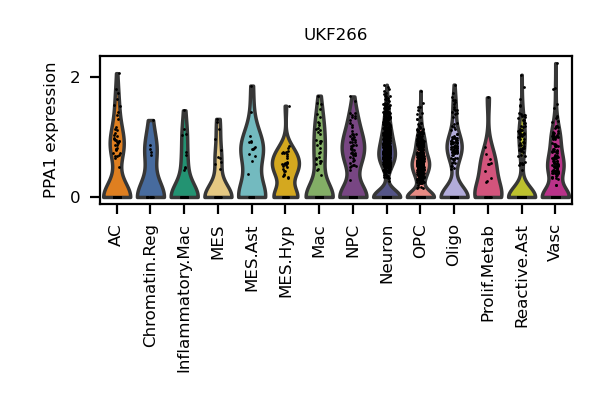 UKF266
PPA1 expression
2
0
AC
Chromatin.Reg
Inflammatory.Mac
MES
MES.Ast
MES.Hyp
Mac
NPC
Neuron
OPC
Oligo
Prolif.Metab
Reactive.Ast
Vasc